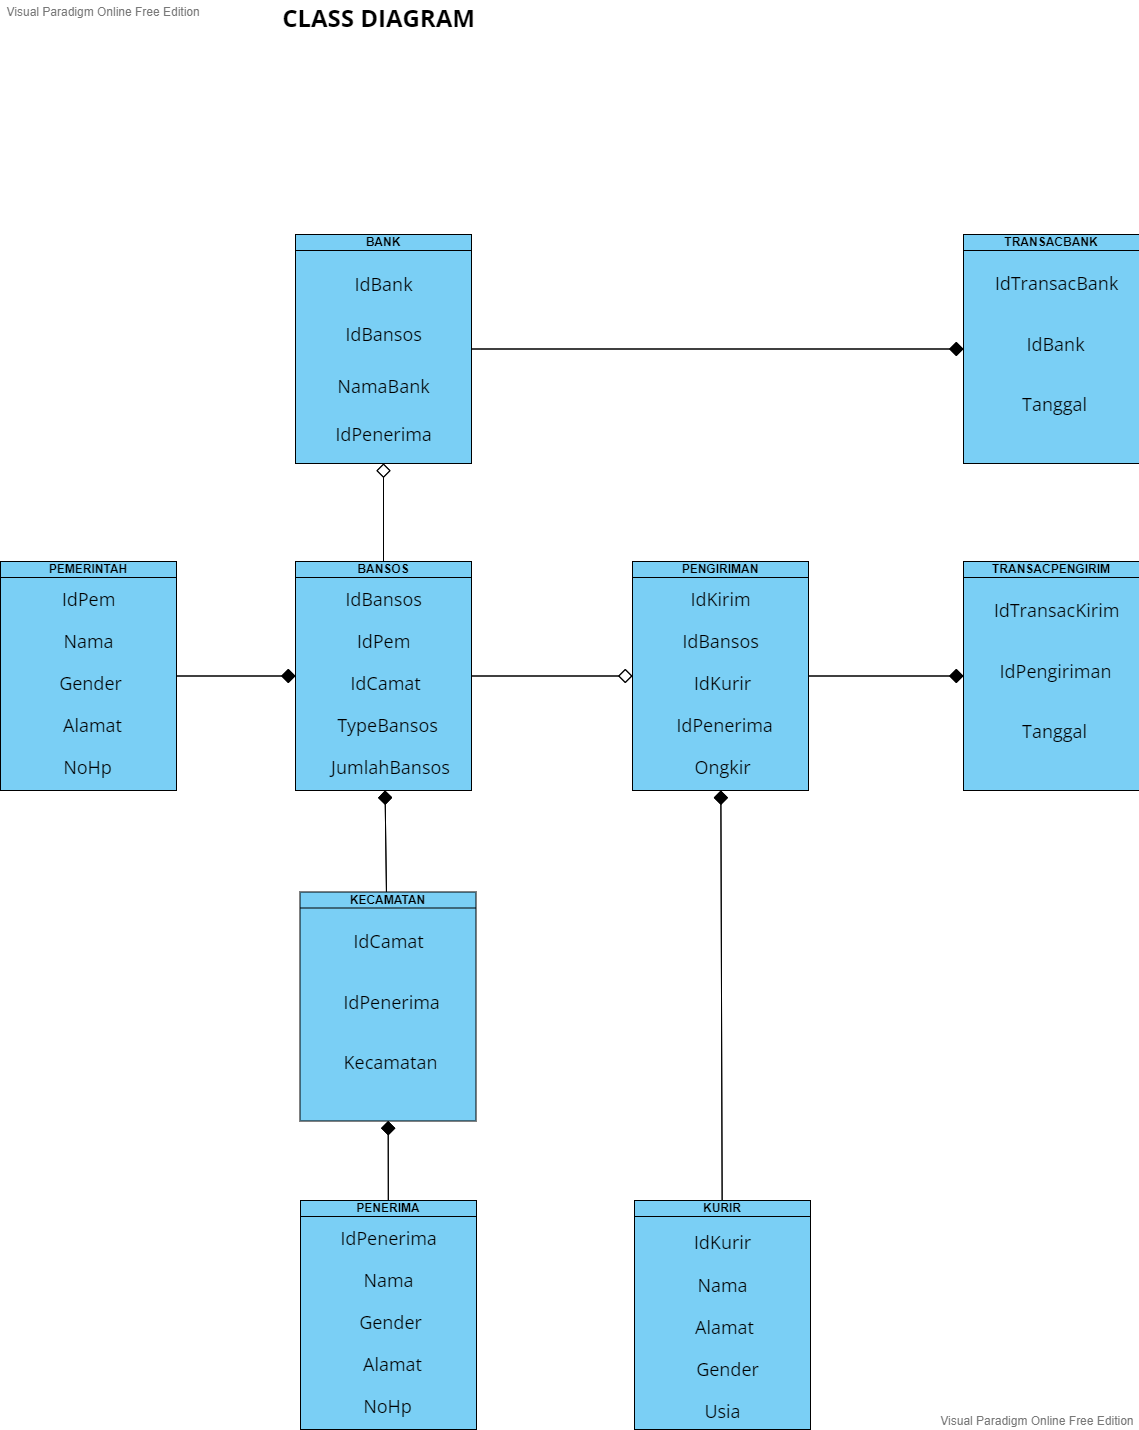 Visual Paradigm Online Free Edition
CLASS DIAGRAM
BANK
IdBank
IdBansos
NamaBank
IdPenerima
TRANSACBANK
IdTransacBank
IdBank
Tanggal
PEMERINTAH
IdPem
Nama
Gender
Alamat
NoHp
BANSOS
IdBansos
IdPem
IdCamat
TypeBansos
JumlahBansos
PENGIRIMAN
IdKirim
IdBansos
IdKurir
IdPenerima
Ongkir
TRANSACPENGIRIM
IdTransacKirim
IdPengiriman
Tanggal
KECAMATAN
IdCamat
IdPenerima
Kecamatan
PENERIMA
IdPenerima
Nama
Gender
Alamat
NoHp
KURIR
IdKurir
Nama
Alamat
Gender
Usia
Visual Paradigm Online Free Edition